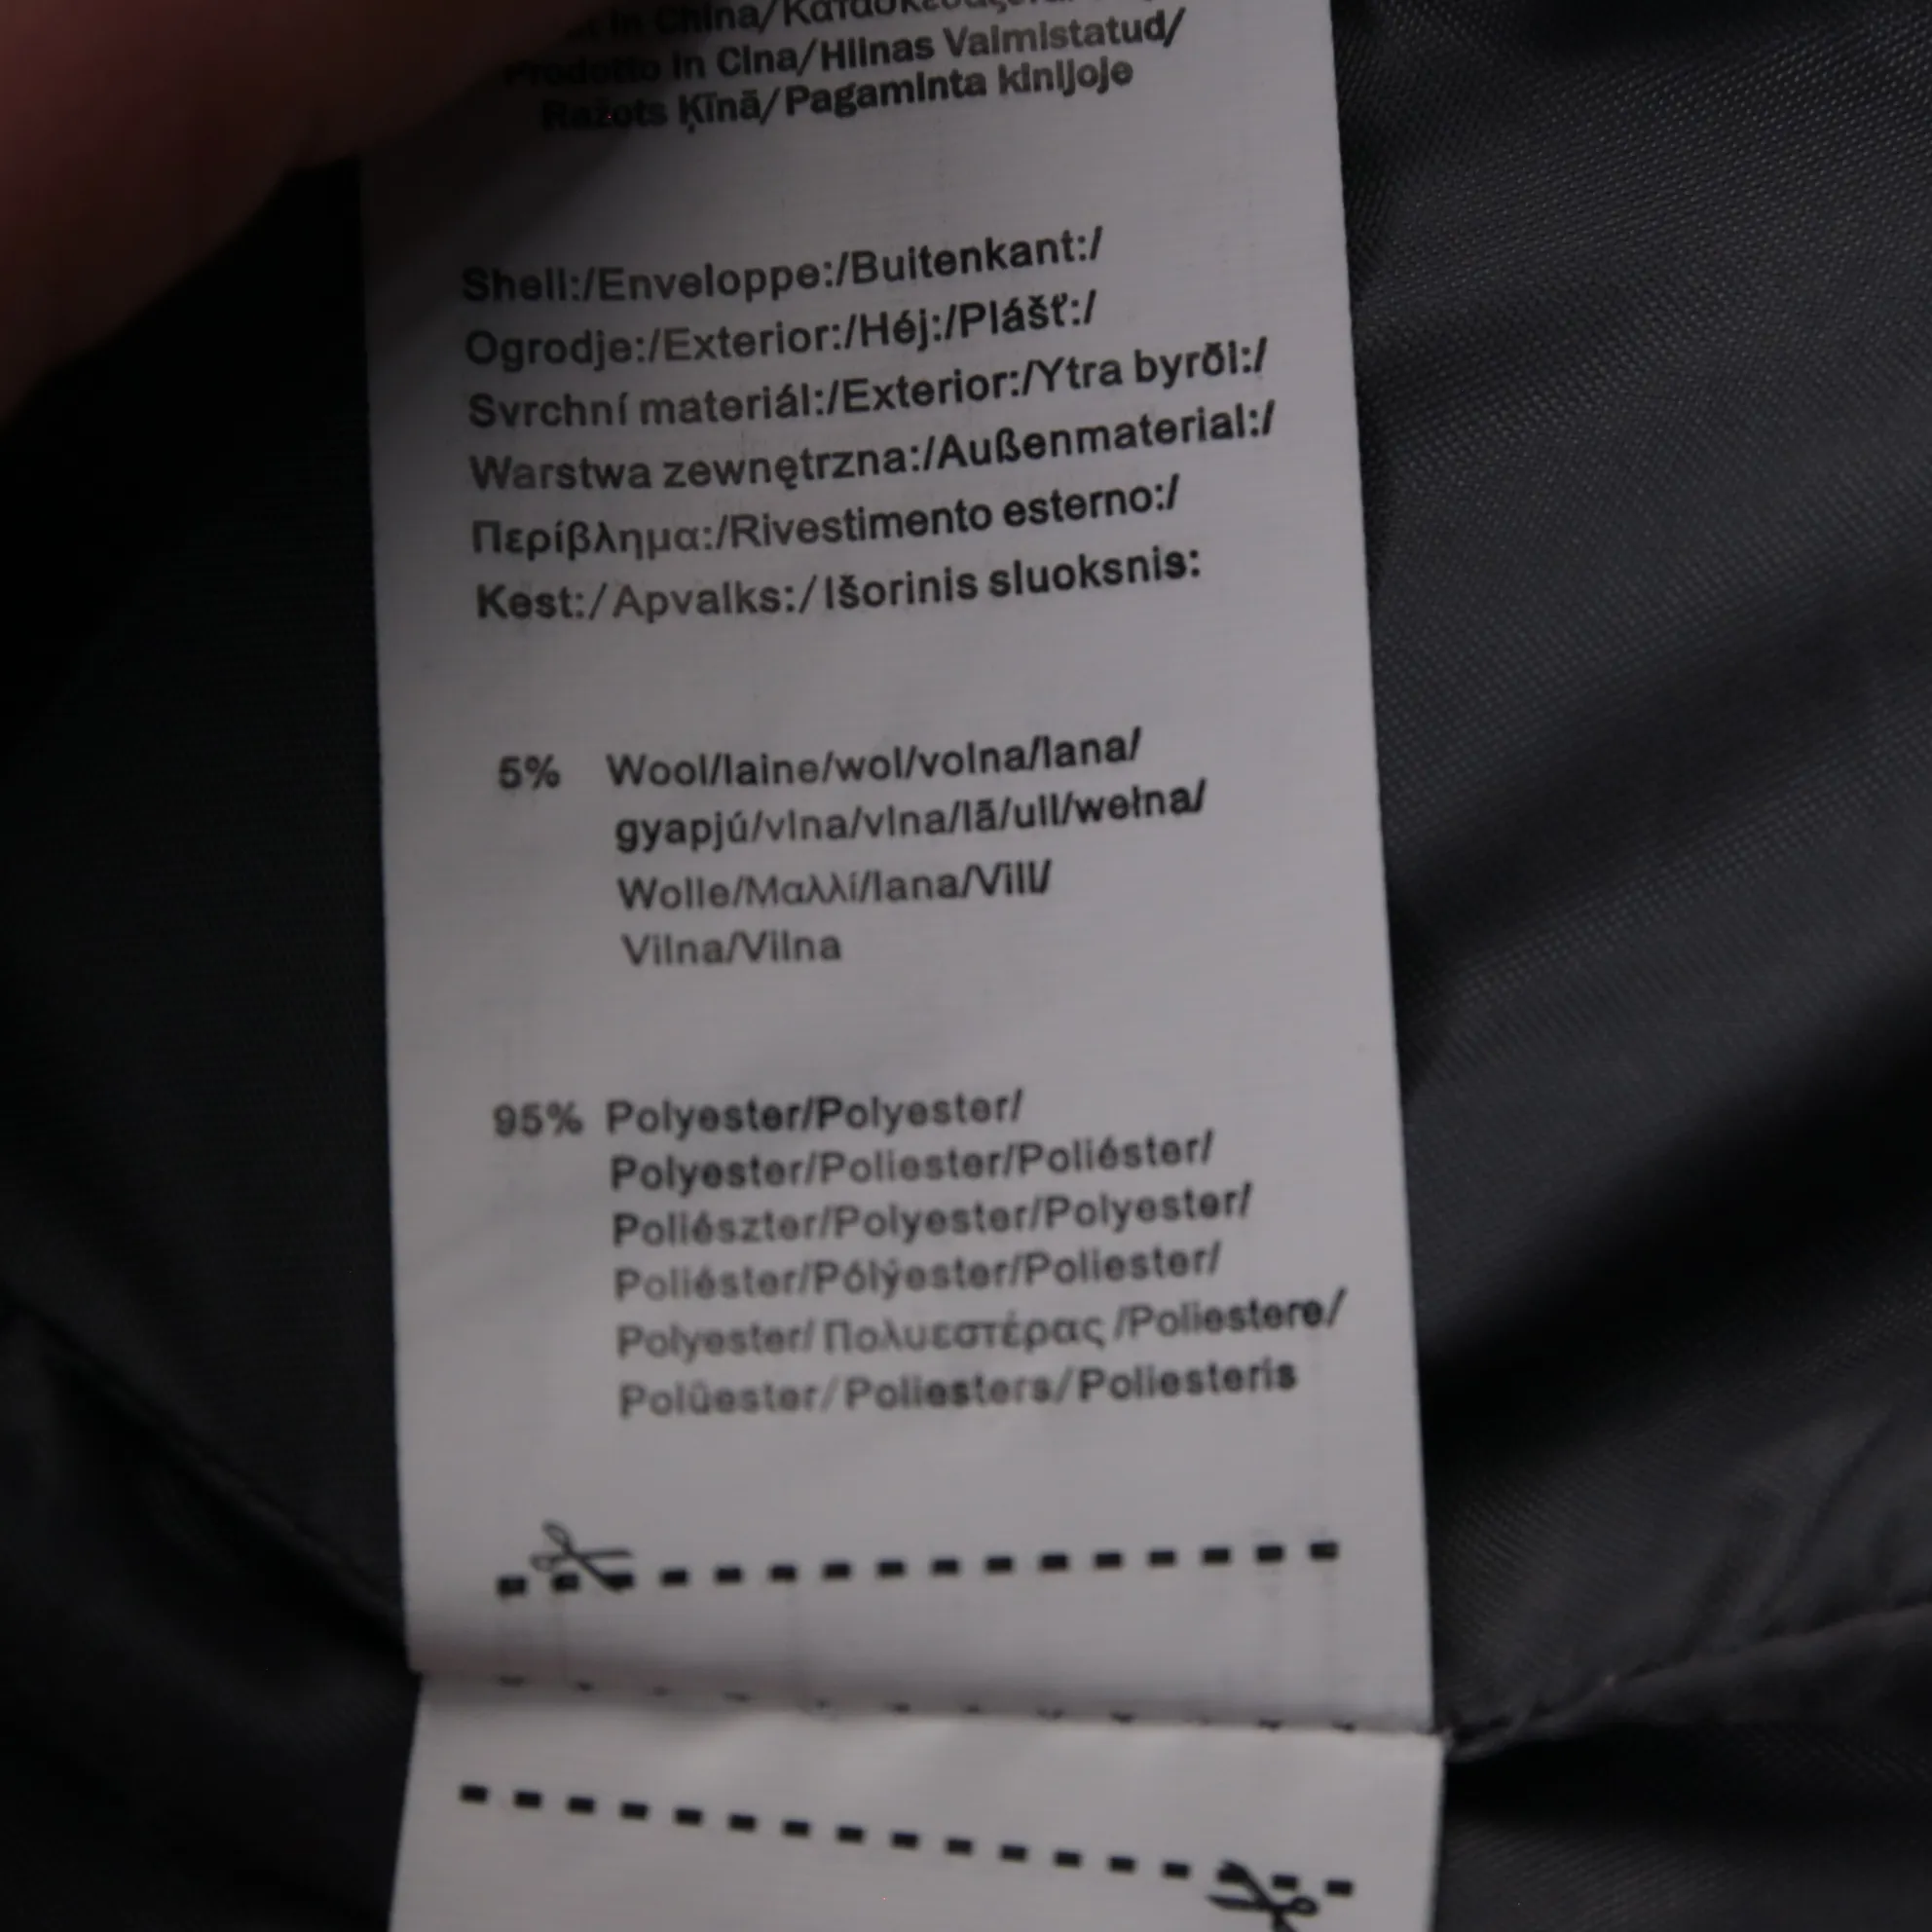 in China/
Prodotto in Cina/Hiinas Valmistatud/
Ražots Ķīnā/Pagaminta kinijoje
Shell:/Enveloppe:/Buitenkant:/
Ogrodje:/Exterior:/Héj:/Plášť:/
Svrchní materiál:/Exterior:/Ytra byrði:/
Warstwa zewnętrzna:/Außenmaterial:/
Περίβλημα:/Rivestimento esterno:/
Kest:/Apvalks:/Išorinis sluoksnis:
5% Wool/laine/wol/volna/lana/
gyapjú/vlna/vlna/lã/ull/wełna/
Wolle/Μαλλί/lana/Vill/
Vilna/Vilna
95% Polyester/Polyester/
Polyester/Poliester/Poliéster/
Poliészter/Polyester/Polyester/
Poliéster/Pólýester/Poliester/
Polyester/Πολυεστέρας /Poliestere/
Polüester/Poliesters/Poliesteris